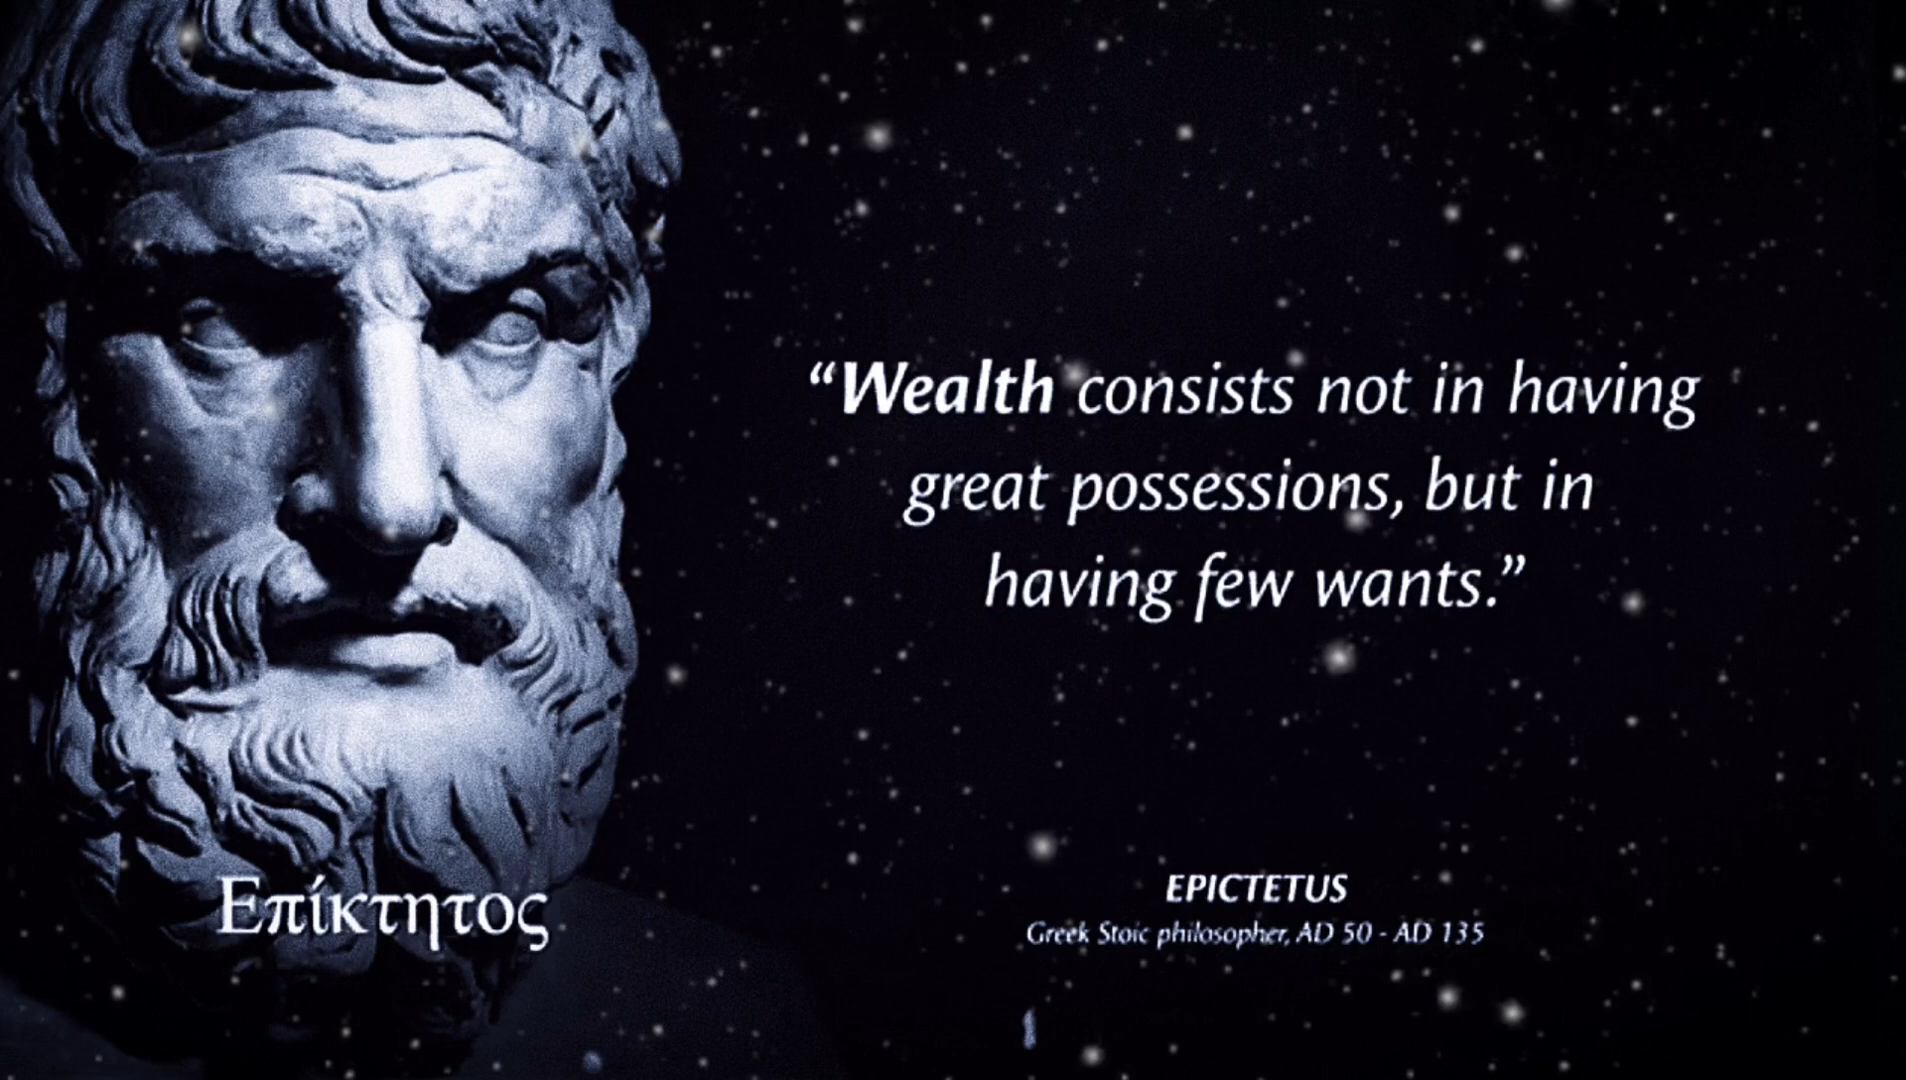 “Wealth consists not in having
great possessions, but in
having few wants.”
Επίκτητος
EPICTETUS
Greek Stoic philosopher, AD 50 - AD 135